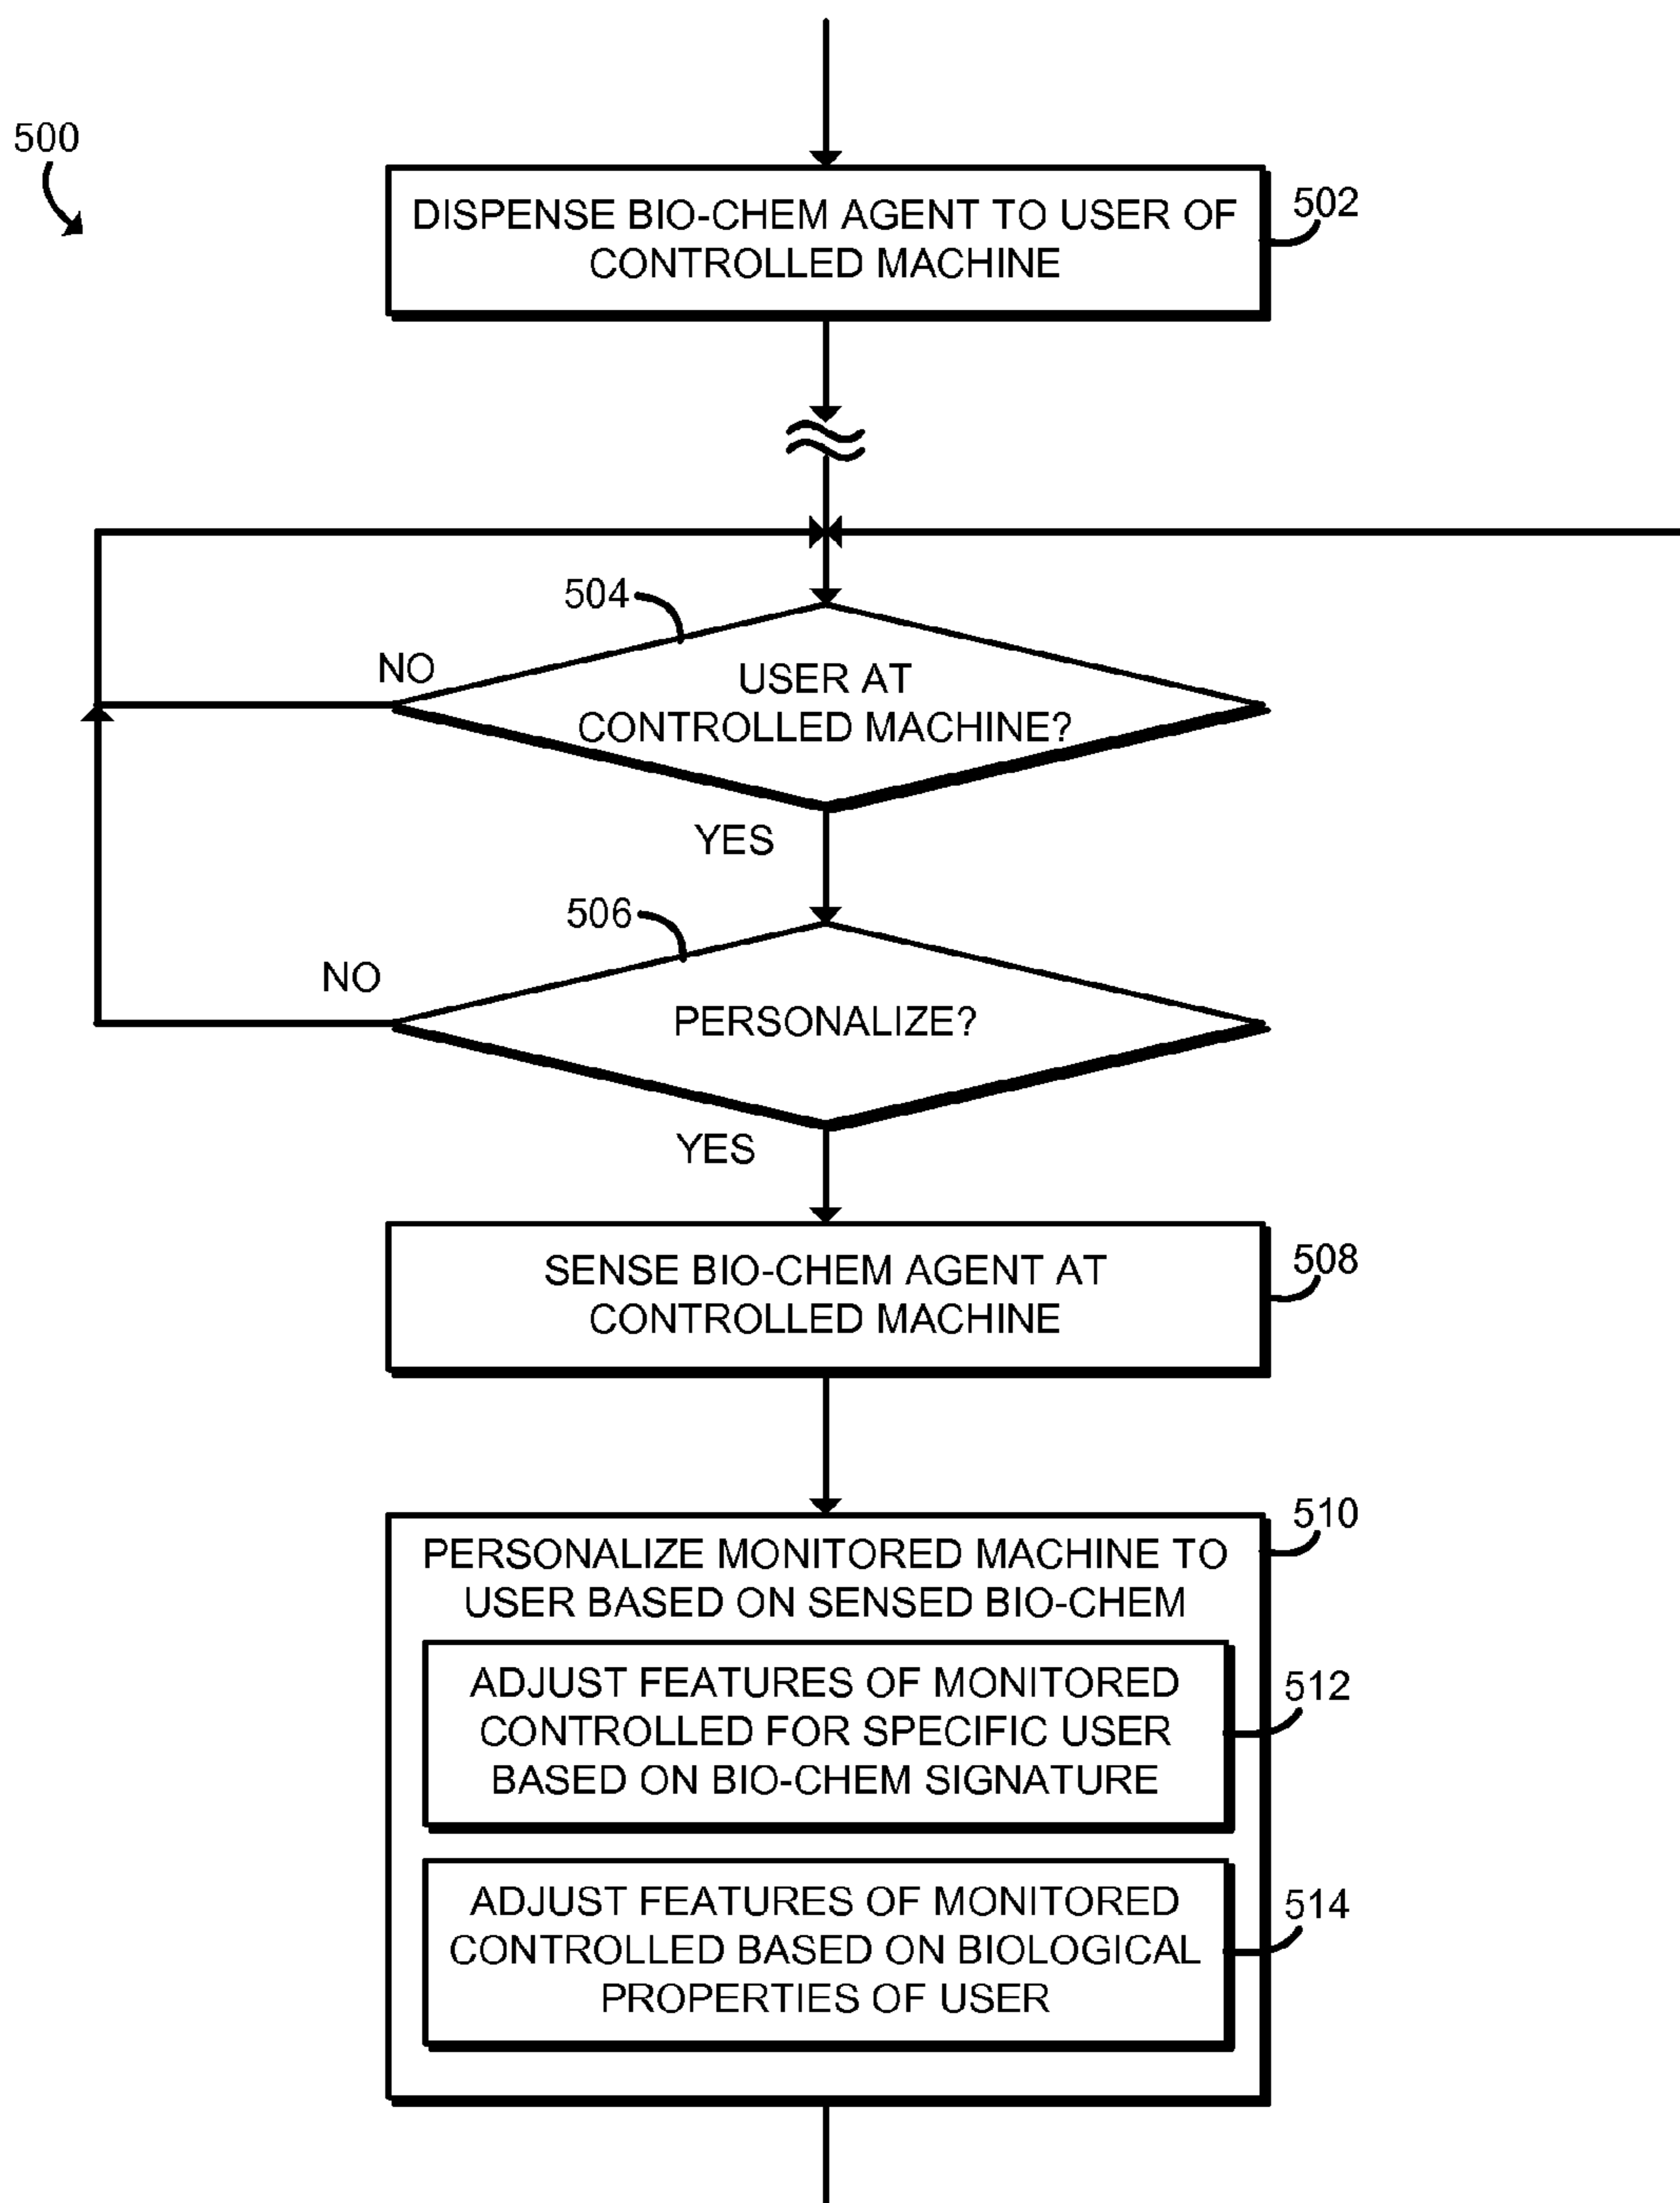 500
DISPENSE BIO-CHEM AGENT TO USER OF
CONTROLLED MACHINE
502
504
NO
USER AT
CONTROLLED MACHINE?
YES
506
NO
PERSONALIZE?
YES
SENSE BIO-CHEM AGENT AT
CONTROLLED MACHINE
508
510
PERSONALIZE MONITORED MACHINE TO
USER BASED ON SENSED BIO-CHEM
ADJUST FEATURES OF MONITORED
CONTROLLED FOR SPECIFIC USER
BASED ON BIO-CHEM SIGNATURE
512
ADJUST FEATURES OF MONITORED
CONTROLLED BASED ON BIOLOGICAL
PROPERTIES OF USER
514